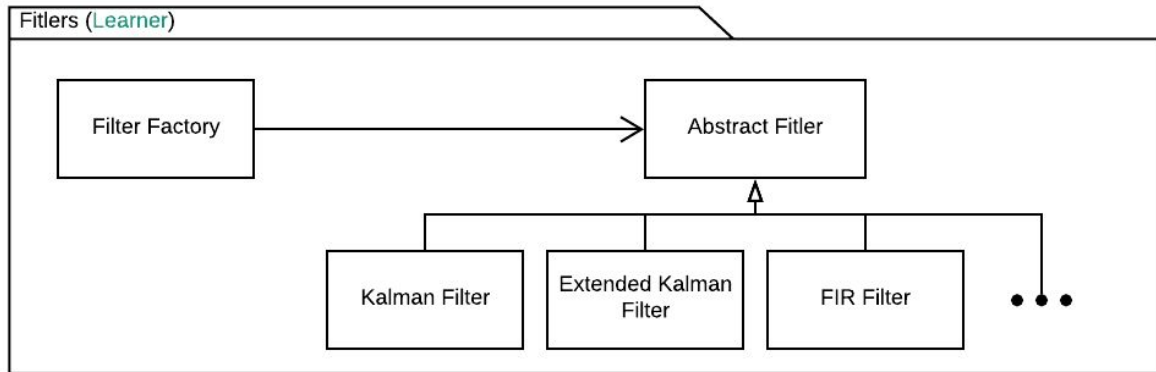 Fitlers (Learner)
Filter Factory
Abstract Fitler
Kalman Filter
Extended Kalman
Filter
FIR Filter